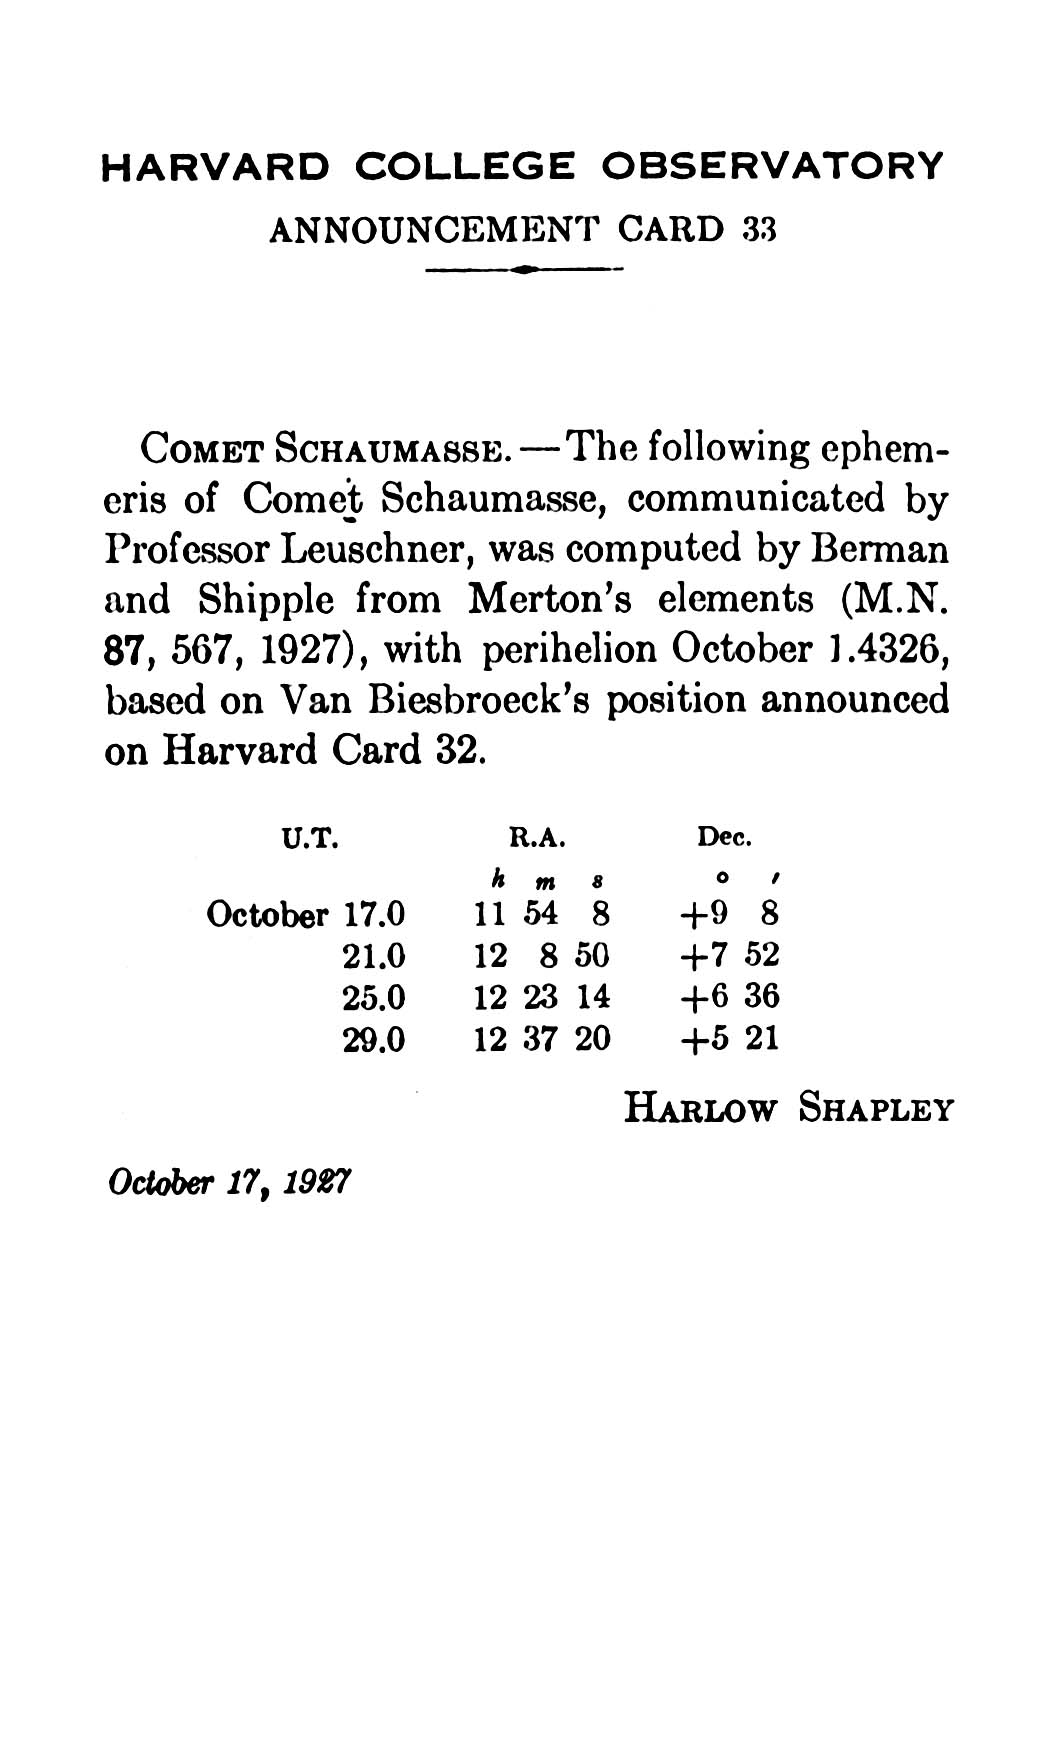 HARVARD COLLEGE OBSERVATORY
ANNOUNCEMENT CARD 33
COMET SCHAUMASSE. — The following ephem-
eris of Comet Schaumasse, communicated by
Professor Leuschner, was computed by Berman
and Shipple from Merton's elements (M.N.
87, 567, 1927), with perihelion October 1.4326,
based on Van Biesbroeck's position announced
on Harvard Card 32.
U.T. R.A. Dec.
h m s ° ′
October 17.0 11 54 8 +9 8
21.0 12 8 50 +7 52
25.0 12 23 14 +6 36
29.0 12 37 20 +5 21
HARLOW SHAPLEY
October 17, 1927